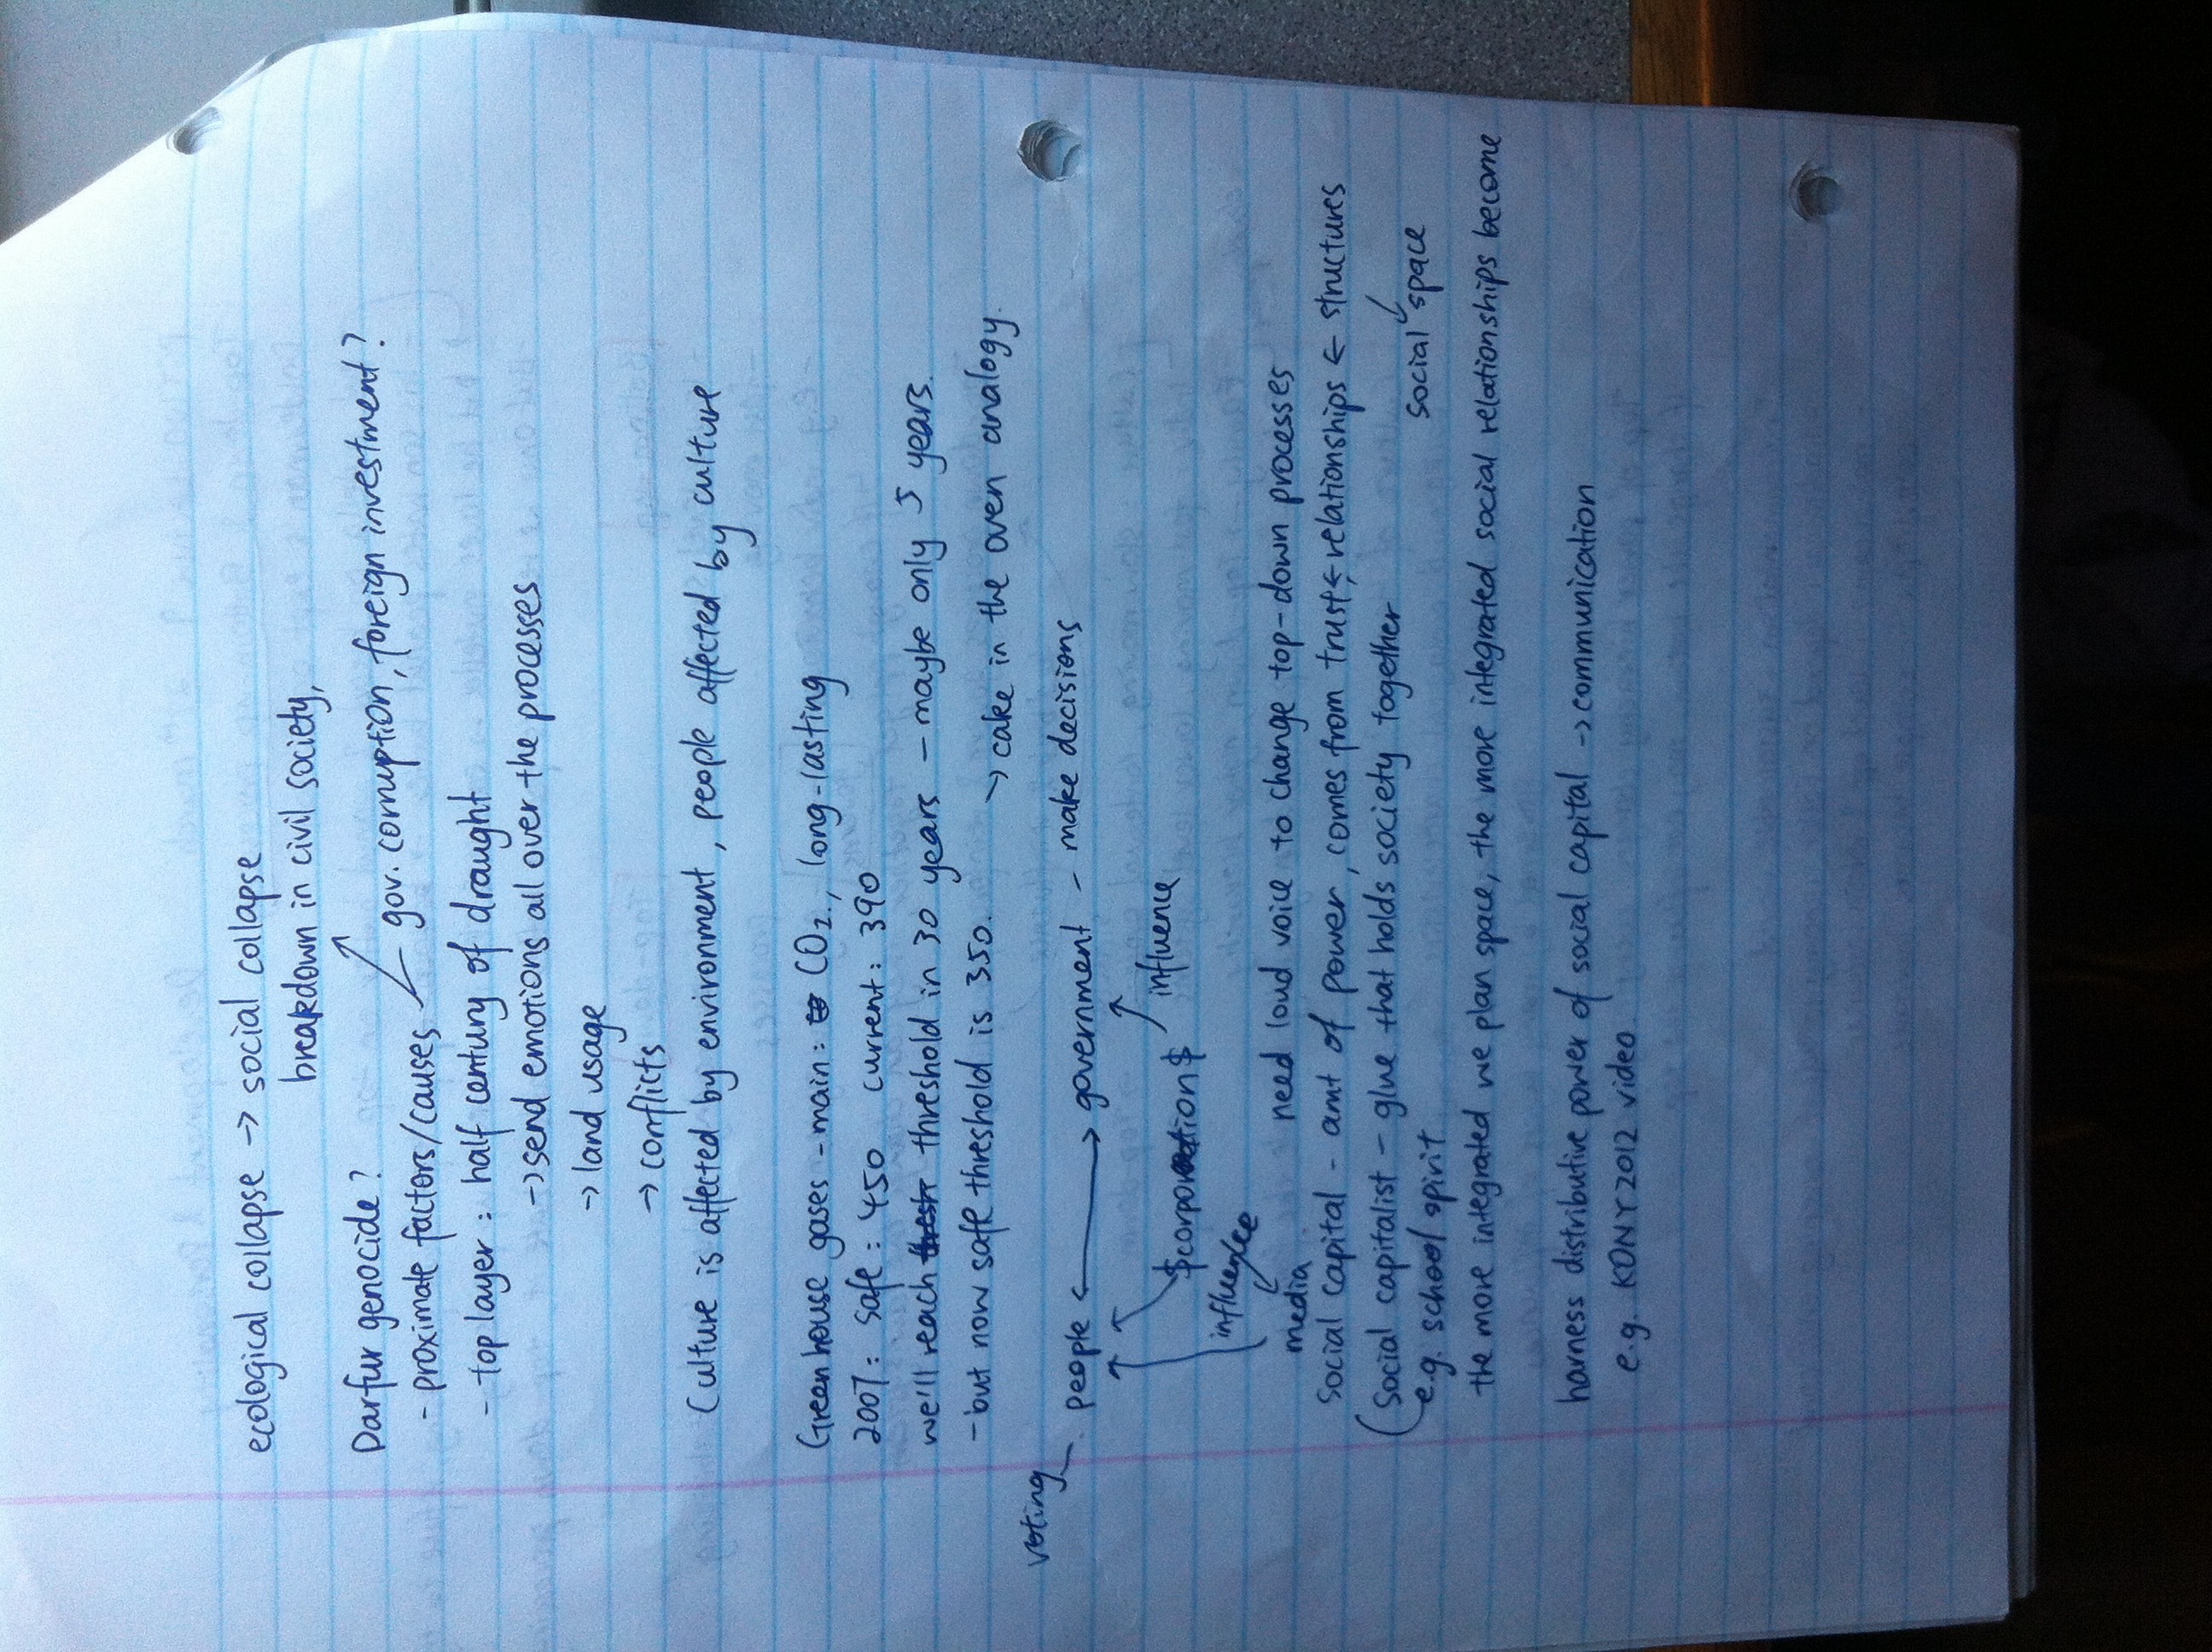 ecological collapse → social collapse
breakdown in civil society,
Darfur genocide?
gov. corruption, foreign investment?
- proximate factors/causes
- top layer : half century of draught
→ send emotions all over the processes
→ land usage
→ conflicts
Culture is affected by environment, people affected by culture
Greenhouse gases - main: CO2, long-lasting
2007: safe: 450 current: 390
we'll reach threshold in 30 years - maybe only 5 years.
- but now safe threshold is 350. → cake in the oven analogy.
voting
people ↔ government - make decisions
influence
$corporation$
influence
media need loud voice to change top-down processes
Social capital - amt of power, comes from trust ← relationships ← structures
(Social capitalist - glue that holds society together
social space
e.g. school spirit
the more integrated we plan space, the more integrated social relationships become
harness distributive power of social capital → communication
e.g. KONY 2012 video